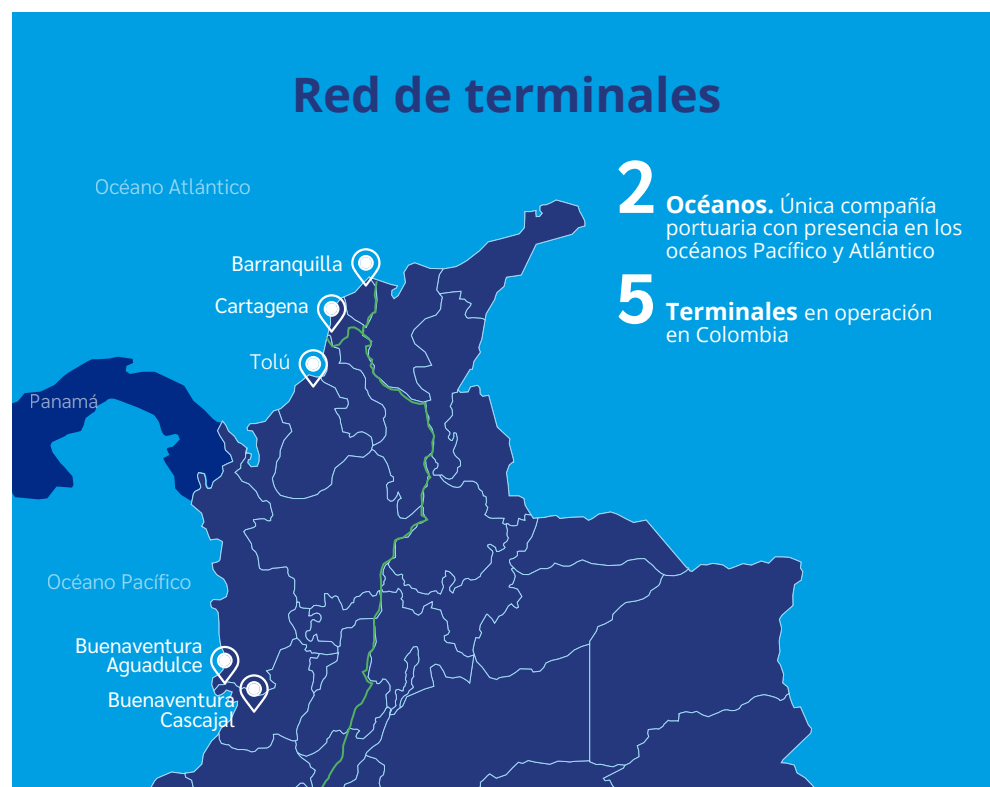 Red de terminales
Océano Atlántico
2
Océanos. Única compañía
portuaria con presencia en los
océanos Pacífico y Atlántico
5
Terminales en operación
en Colombia
Barranquilla
Cartagena
Tolú
Panamá
Océano Pacífico
Buenaventura
Aguadulce
Buenaventura
Cascajal